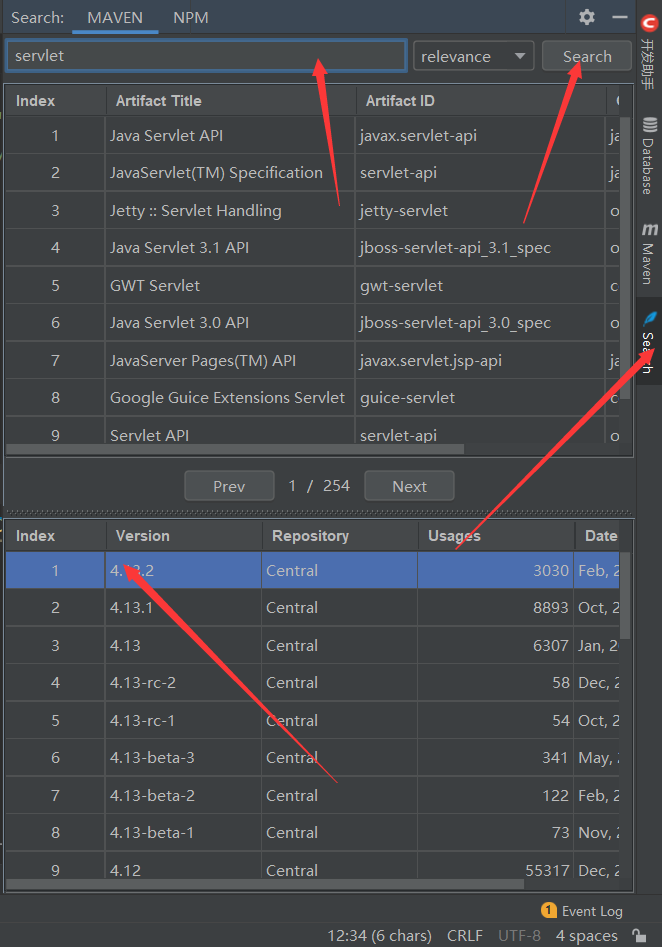 Search: MAVEN NPM
servlet relevance Search
Index Artifact Title Artifact ID
1 Java Servlet API javax.servlet-api
2 JavaServlet(TM) Specification servlet-api
3 Jetty :: Servlet Handling jetty-servlet
4 Java Servlet 3.1 API jboss-servlet-api_3.1_spec
5 GWT Servlet gwt-servlet
6 Java Servlet 3.0 API jboss-servlet-api_3.0_spec
7 JavaServer Pages(TM) API javax.servlet.jsp-api
8 Google Guice Extensions Servlet guice-servlet
9 Servlet API servlet-api
Prev 1 / 254 Next
Index Version Repository Usages Date
1 4.13.2 Central 3030 Feb, 2
2 4.13.1 Central 8893 Oct, 2
3 4.13 Central 6307 Jan, 20
4 4.13-rc-2 Central 58 Dec, 2
5 4.13-rc-1 Central 54 Oct, 2
6 4.13-beta-3 Central 341 May,
7 4.13-beta-2 Central 122 Feb, 2
8 4.13-beta-1 Central 73 Nov,
9 4.12 Central 55317 Dec, 2
1 Event Log
12:34 (6 chars) CRLF UTF-8 4 spaces
开发助手
Database
Maven
Search